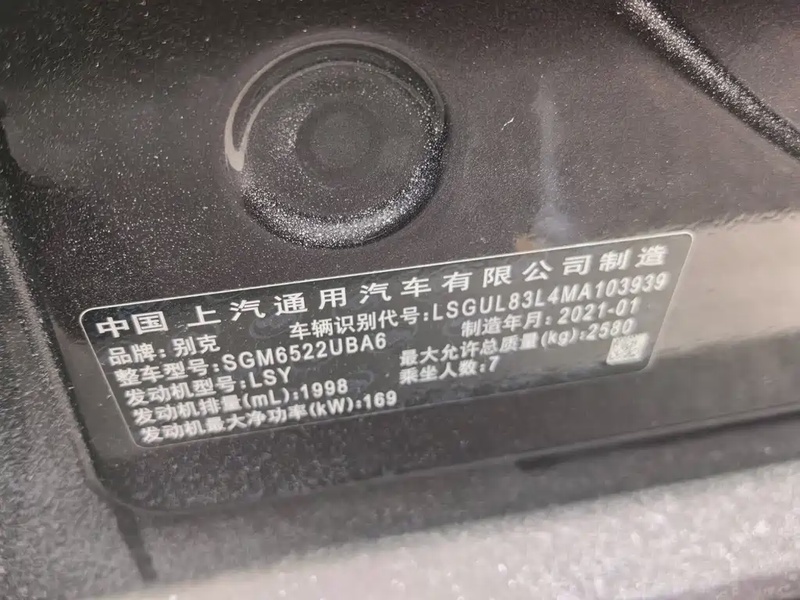 中国 上汽通用汽车有限公司制造
品牌:别克 车辆识别代号:LSGUL83L4MA103939
整车型号:SGM6522UBA6 制造年月:2021-01
发动机型号:LSY 最大允许总质量(kg):2580
发动机排量(mL):1998 乘坐人数:7
发动机最大净功率(kW):169